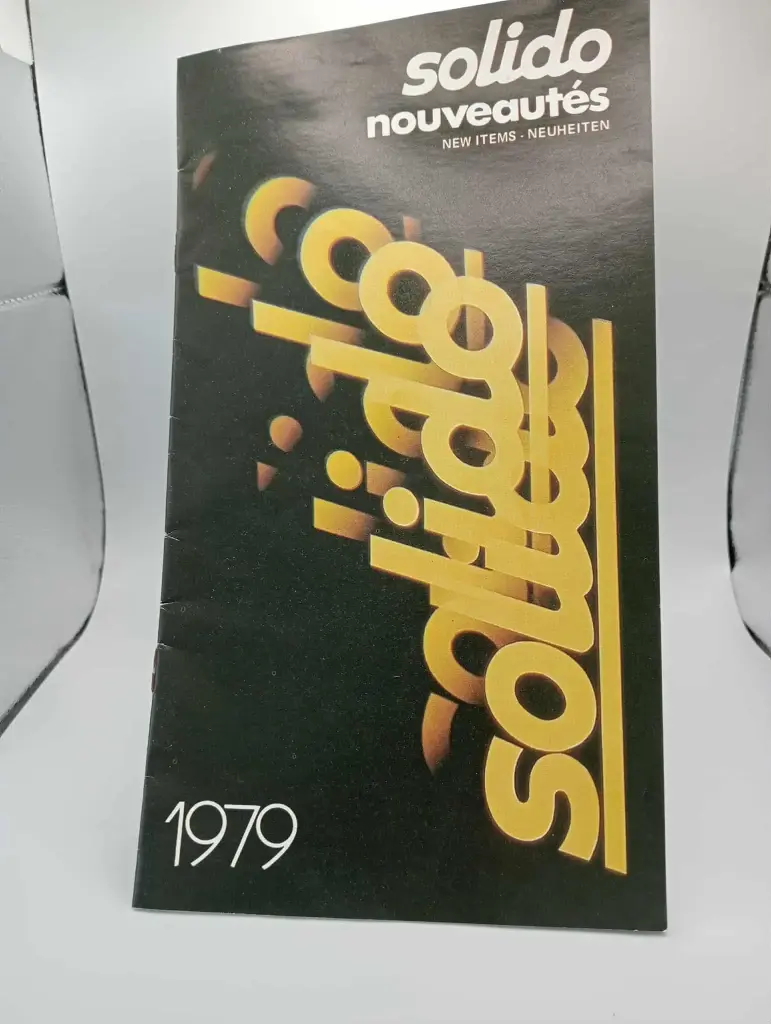 solido
nouveautés
NEW ITEMS - NEUHEITEN
solido
1979